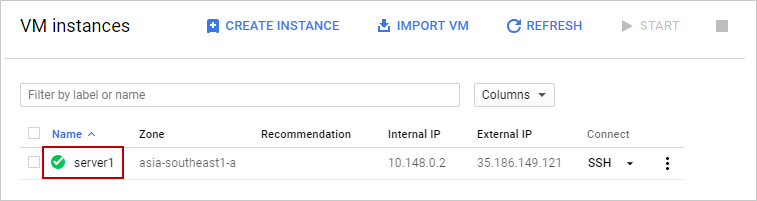 VM instances CREATE INSTANCE IMPORT VM REFRESH START
Filter by label or name Columns
Name Zone Recommendation Internal IP External IP Connect
server1 asia-southeast1-a 10.148.0.2 35.186.149.121 SSH